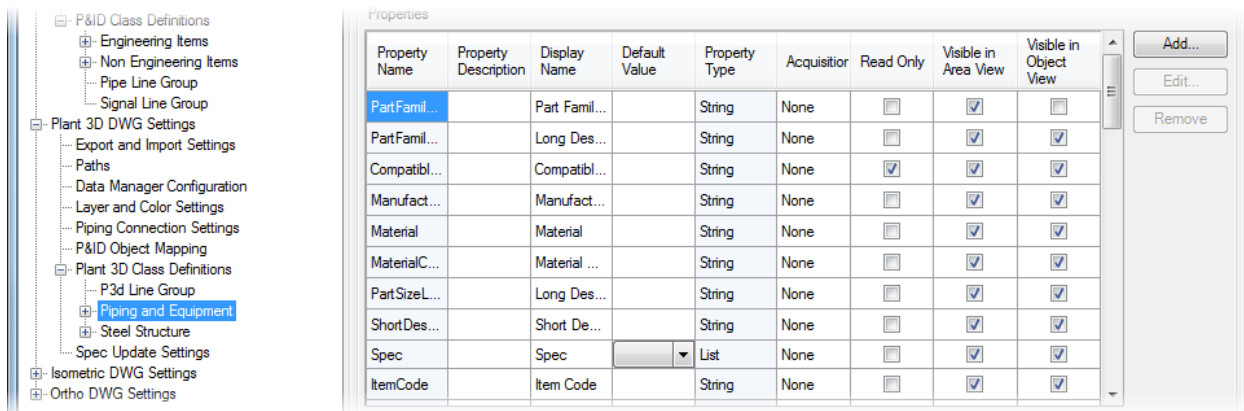 P&ID Class Definitions
Engineering Items
Non Engineering Items
Pipe Line Group
Signal Line Group
Plant 3D DWG Settings
Export and Import Settings
Paths
Data Manager Configuration
Layer and Color Settings
Piping Connection Settings
P&ID Object Mapping
Plant 3D Class Definitions
P3d Line Group
Piping and Equipment
Steel Structure
Spec Update Settings
Isometric DWG Settings
Ortho DWG Settings
Properties
Property Name Property Description Display Name Default Value Property Type Acquisition Read Only Visible in Area View Visible in Object View
PartFamil... Part Famil... String None
PartFamil... Long Des... String None
Compatibl... Compatibl... String None
Manufact... Manufact... String None
Material Material String None
MaterialC... Material ... String None
PartSizeL... Long Des... String None
ShortDes... Short De... String None
Spec Spec List None
ItemCode Item Code String None
Add...
Edit...
Remove